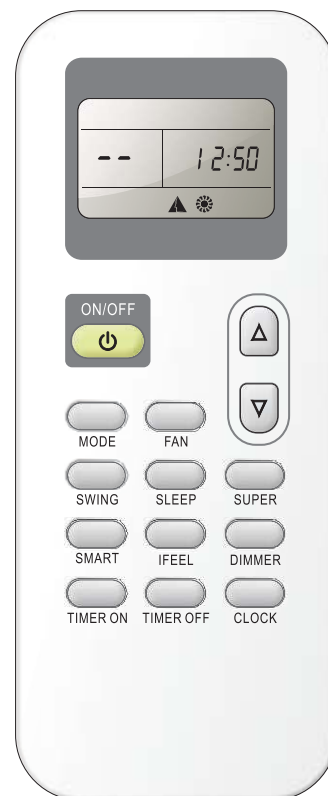 -- 12:50
ON/OFF
MODE FAN
SWING SLEEP SUPER
SMART IFEEL DIMMER
TIMER ON TIMER OFF CLOCK